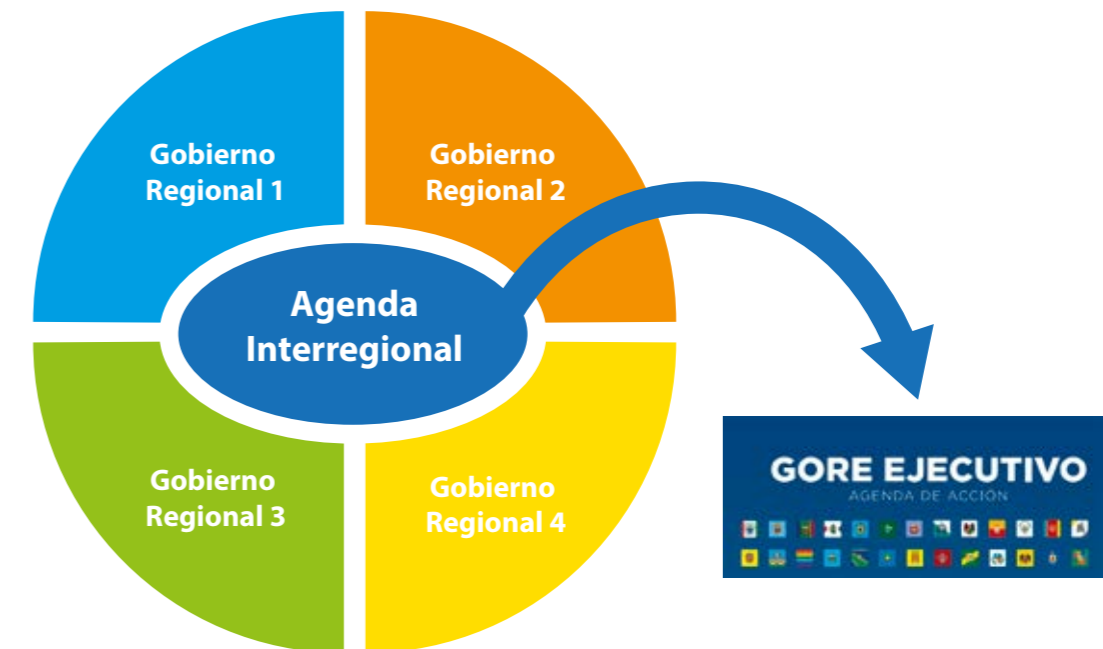 Gobierno
Regional 1
Gobierno
Regional 2
Agenda
Interregional
Gobierno
Regional 3
Gobierno
Regional 4
GORE EJECUTIVO
AGENDA DE ACCIÓN